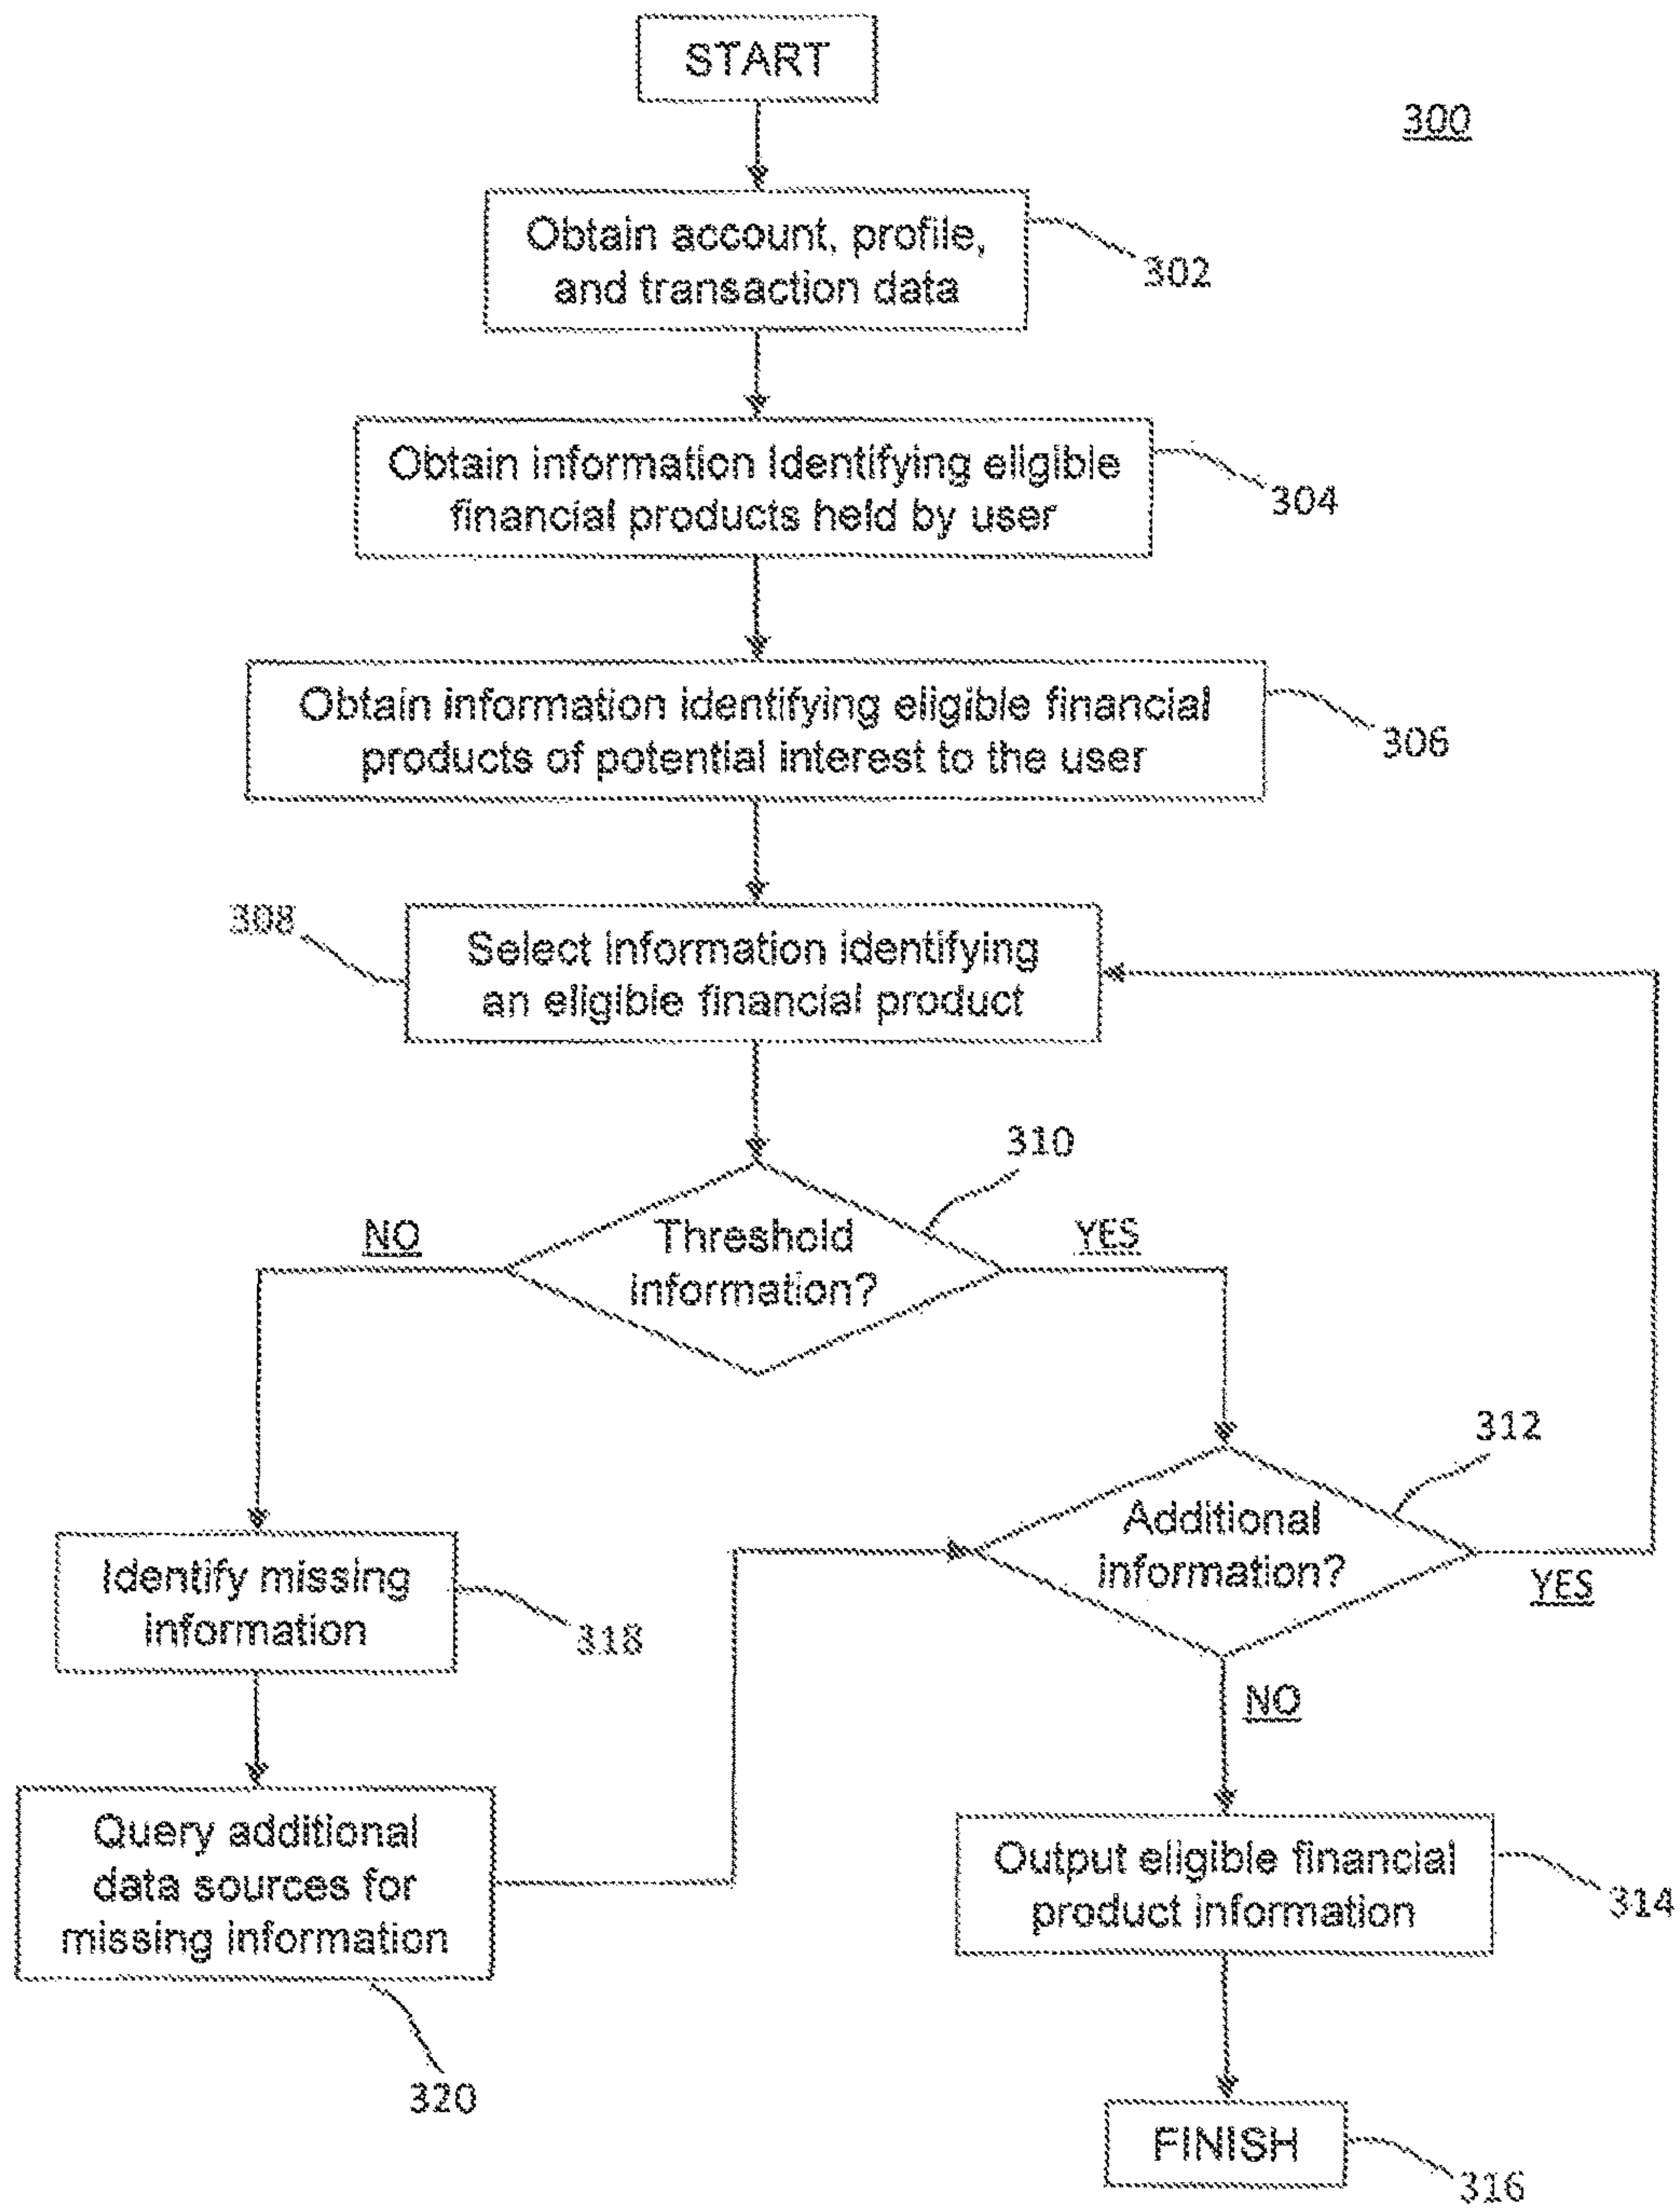 START
300
Obtain account, profile,
and transaction data
302
Obtain information Identifying eligible
financial products held by user
304
Obtain information identifying eligible financial
products of potential interest to the user
306
308
Select information identifying
an eligible financial product
310
NO
Threshold
information?
YES
312
Additional
information?
YES
Identify missing
information
318
NO
Query additional
data sources for
missing information
Output eligible financial
product information
314
320
FINISH
316